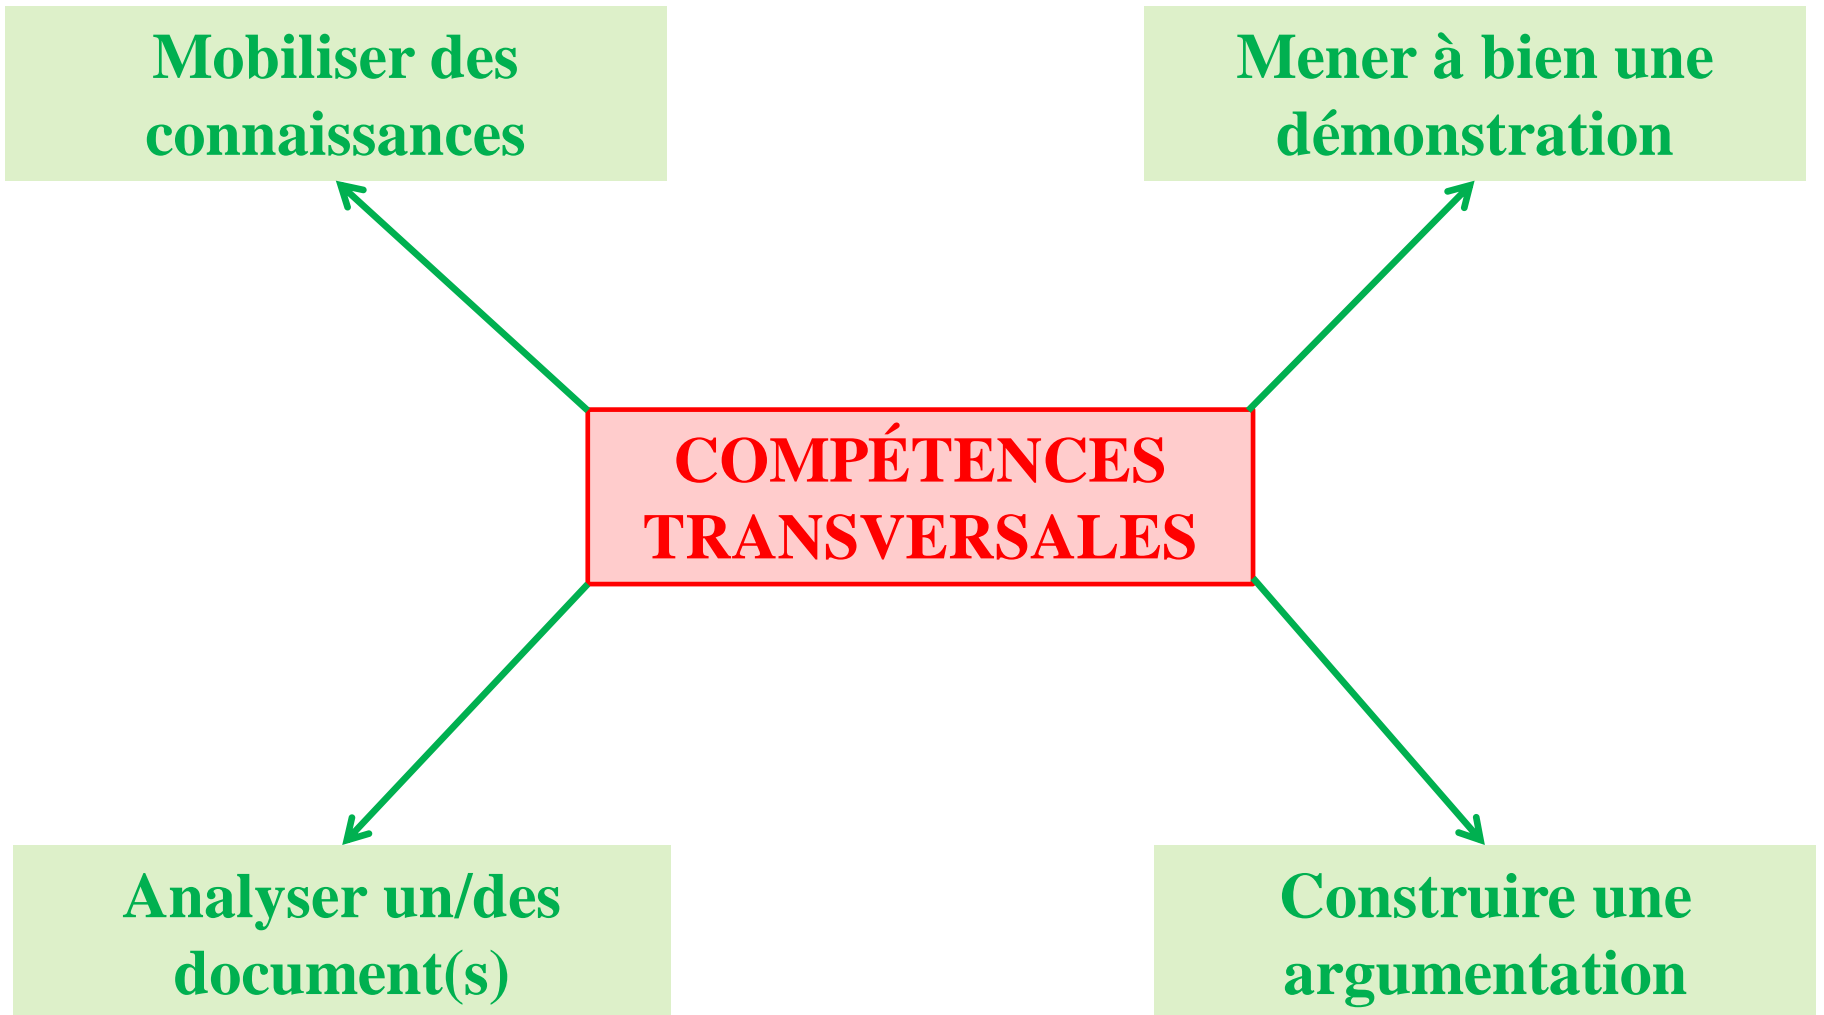 Mobiliser des
connaissances
Mener à bien une
démonstration
COMPÉTENCES
TRANSVERSALES
Analyser un/des
document(s)
Construire une
argumentation